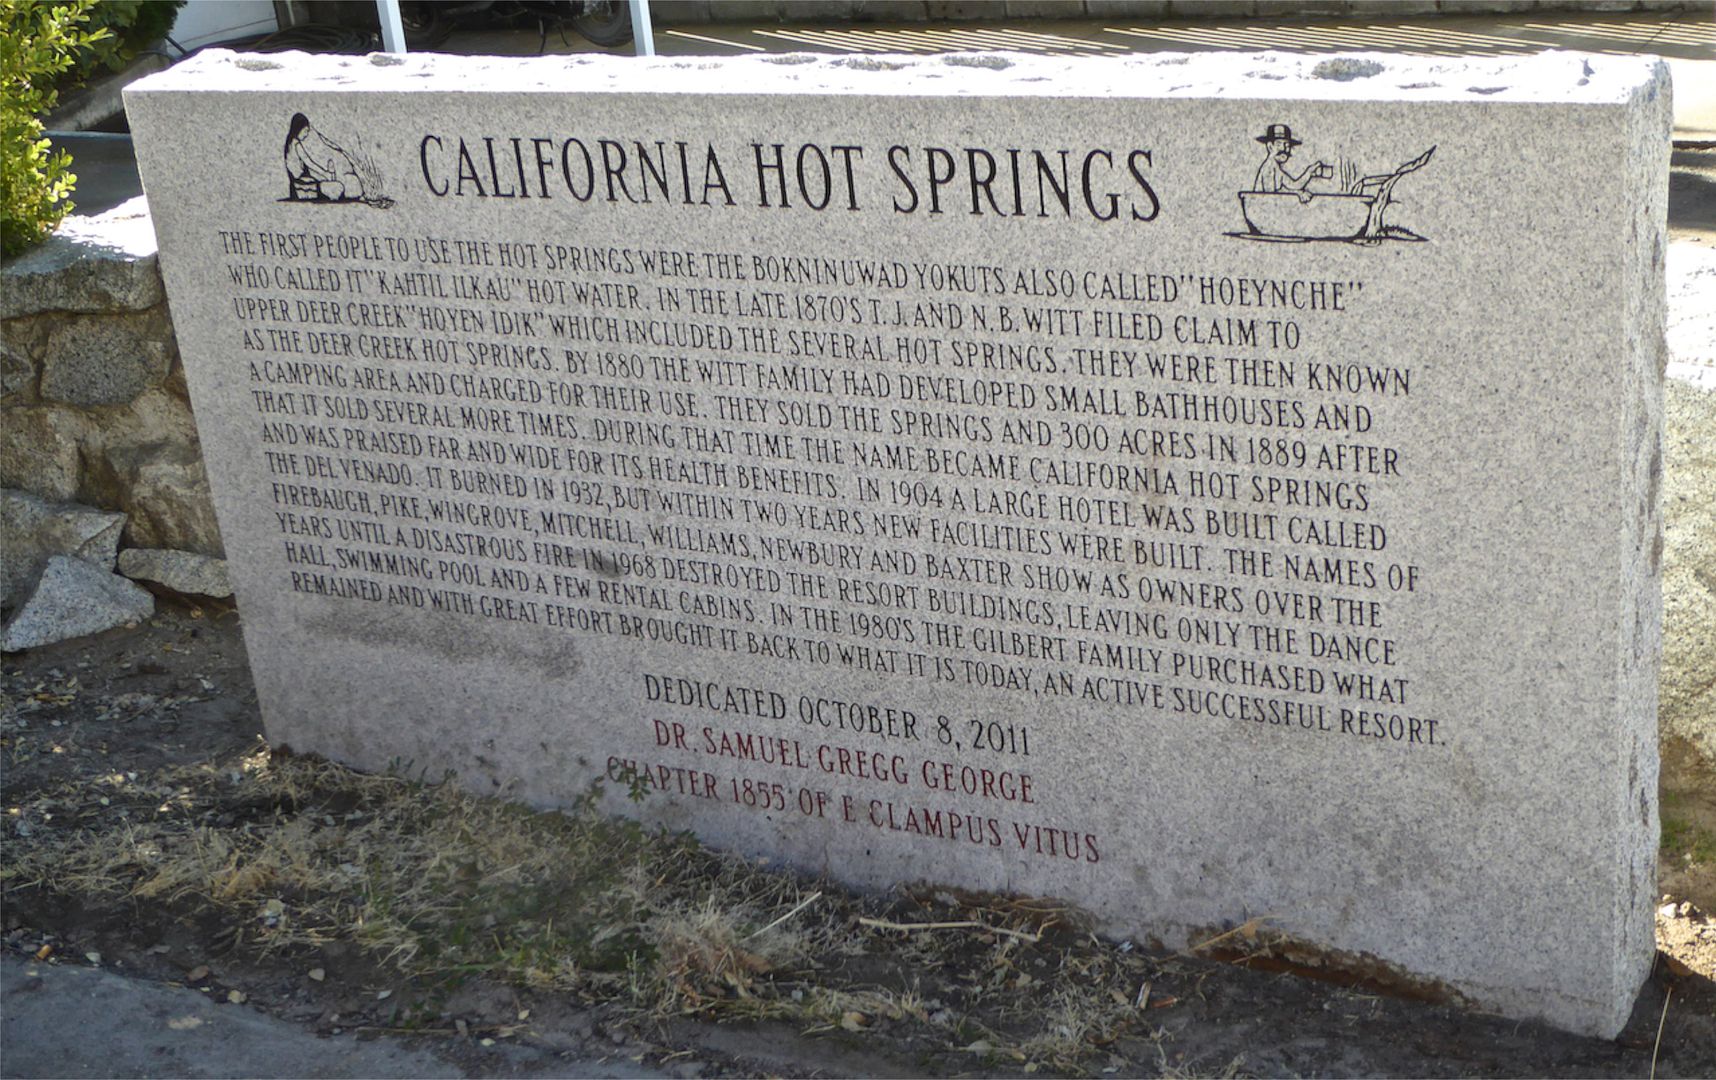 CALIFORNIA HOT SPRINGS
THE FIRST PEOPLE TO USE THE HOT SPRINGS WERE THE BOKNINUWAD YOKUTS ALSO CALLED "HOEYNCHE"
WHO CALLED IT "KAHTIL ILKAU" HOT WATER. IN THE LATE 1870'S T. J. AND N. B. WITT FILED CLAIM TO
UPPER DEER CREEK "HOYEN IDIK" WHICH INCLUDED THE SEVERAL HOT SPRINGS. THEY WERE THEN KNOWN
AS THE DEER CREEK HOT SPRINGS. BY 1880 THE WITT FAMILY HAD DEVELOPED SMALL BATHHOUSES AND
A CAMPING AREA AND CHARGED FOR THEIR USE. THEY SOLD THE SPRINGS AND 300 ACRES IN 1889 AFTER
THAT IT SOLD SEVERAL MORE TIMES. DURING THAT TIME THE NAME BECAME CALIFORNIA HOT SPRINGS
AND WAS PRAISED FAR AND WIDE FOR ITS HEALTH BENEFITS. IN 1904 A LARGE HOTEL WAS BUILT CALLED
THE DEL VENADO. IT BURNED IN 1932, BUT WITHIN TWO YEARS NEW FACILITIES WERE BUILT. THE NAMES OF
FIREBAUGH, PIKE, WINGROVE, MITCHELL, WILLIAMS, NEWBURY AND BAXTER SHOW AS OWNERS OVER THE
YEARS UNTIL A DISASTROUS FIRE IN 1968 DESTROYED THE RESORT BUILDINGS, LEAVING ONLY THE DANCE
HALL, SWIMMING POOL AND A FEW RENTAL CABINS. IN THE 1980'S THE GILBERT FAMILY PURCHASED WHAT
REMAINED AND WITH GREAT EFFORT BROUGHT IT BACK TO WHAT IT IS TODAY, AN ACTIVE SUCCESSFUL RESORT.
DEDICATED OCTOBER 8, 2011
DR. SAMUEL GREGG GEORGE
CHAPTER 1855 OF E CLAMPUS VITUS